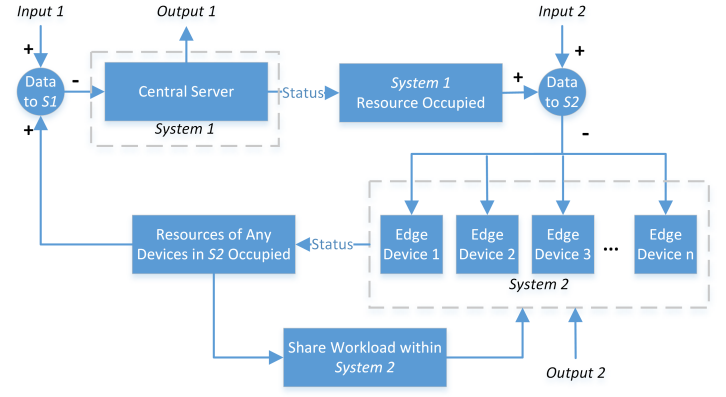 Input 1
Output 1
Input 2
+
+
Data
to S1
-
Central Server
System 1
Status
System 1
Resource Occupied
+
Data
to S2
+
-
Resources of Any
Devices in S2 Occupied
Status
Edge
Device 1
Edge
Device 2
Edge
Device 3
...
Edge
Device n
System 2
Share Workload within
System 2
Output 2